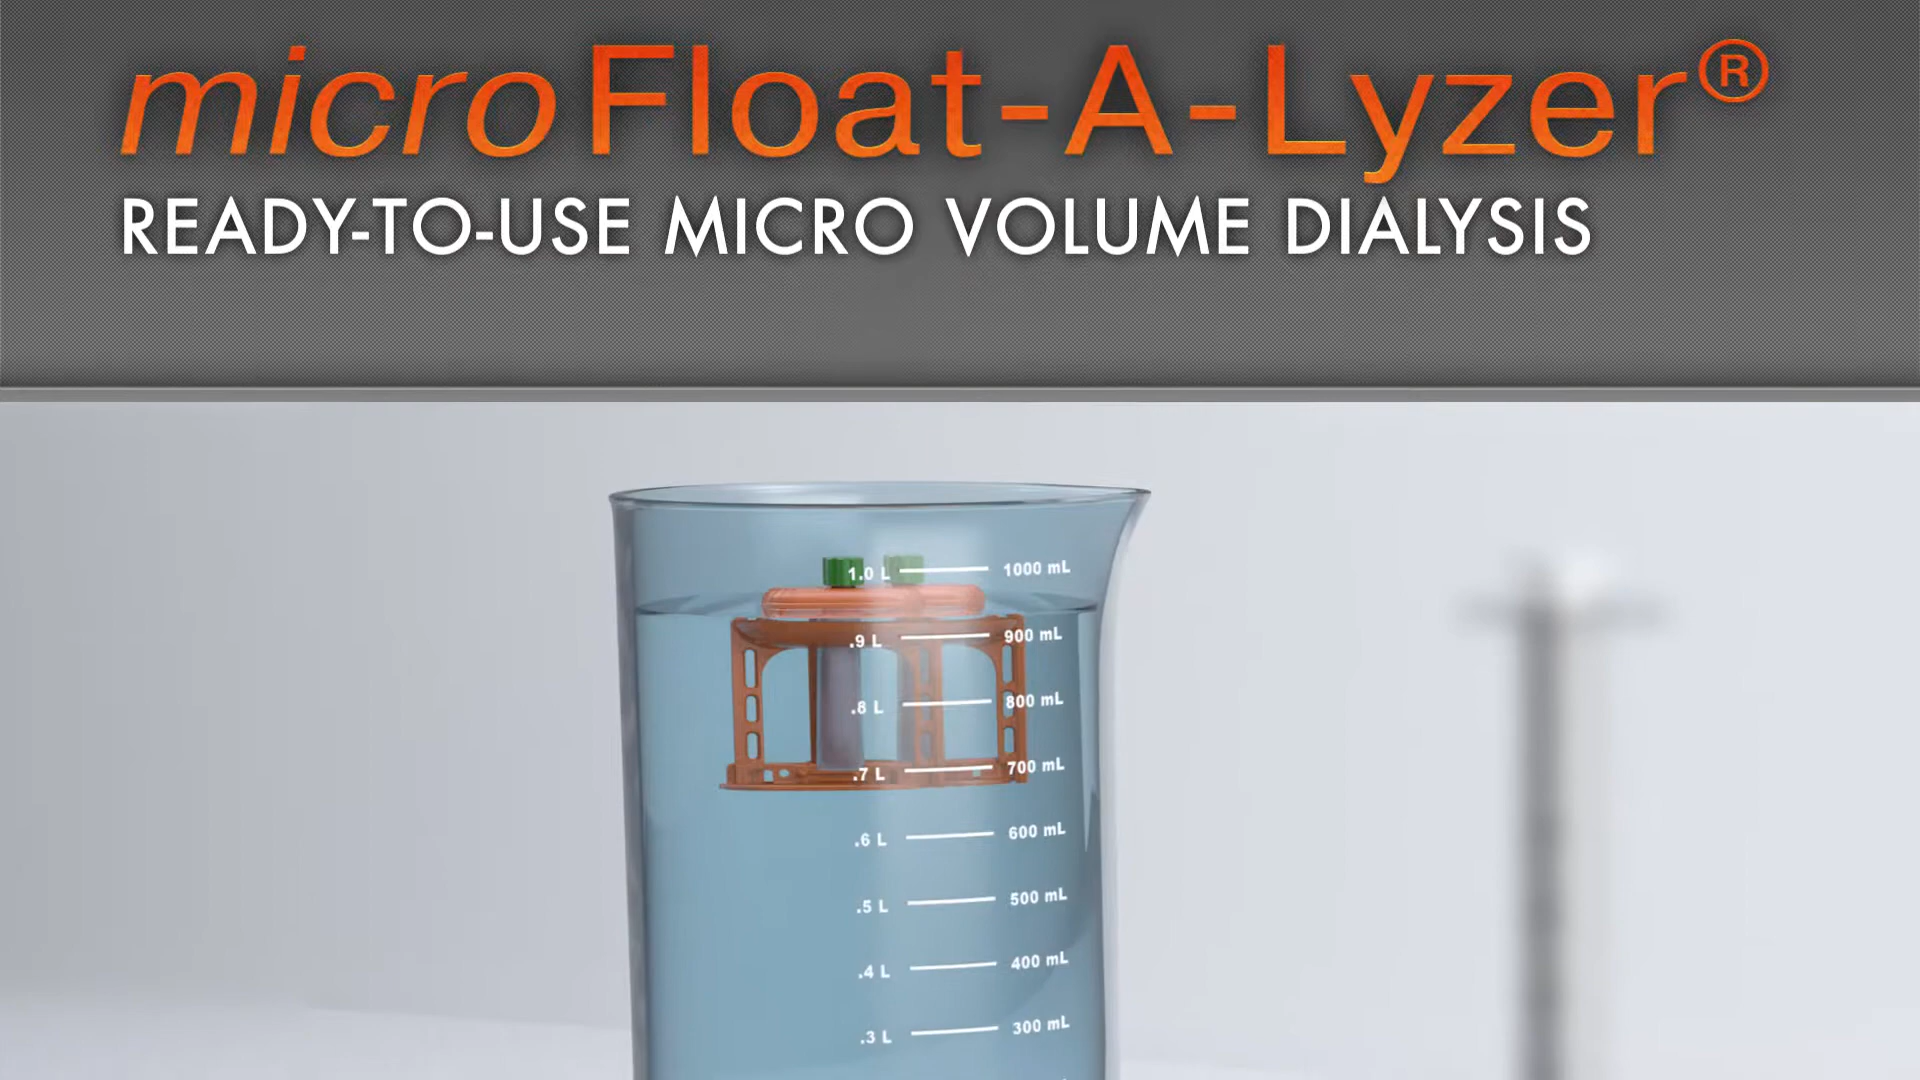 microFloat-A-Lyzer®
READY-TO-USE MICRO VOLUME DIALYSIS
1.0 L 1000 mL
.9 L 900 mL
.8 L 800 mL
.7 L 700 mL
.6 L 600 mL
.5 L 500 mL
.4 L 400 mL
.3 L 300 mL